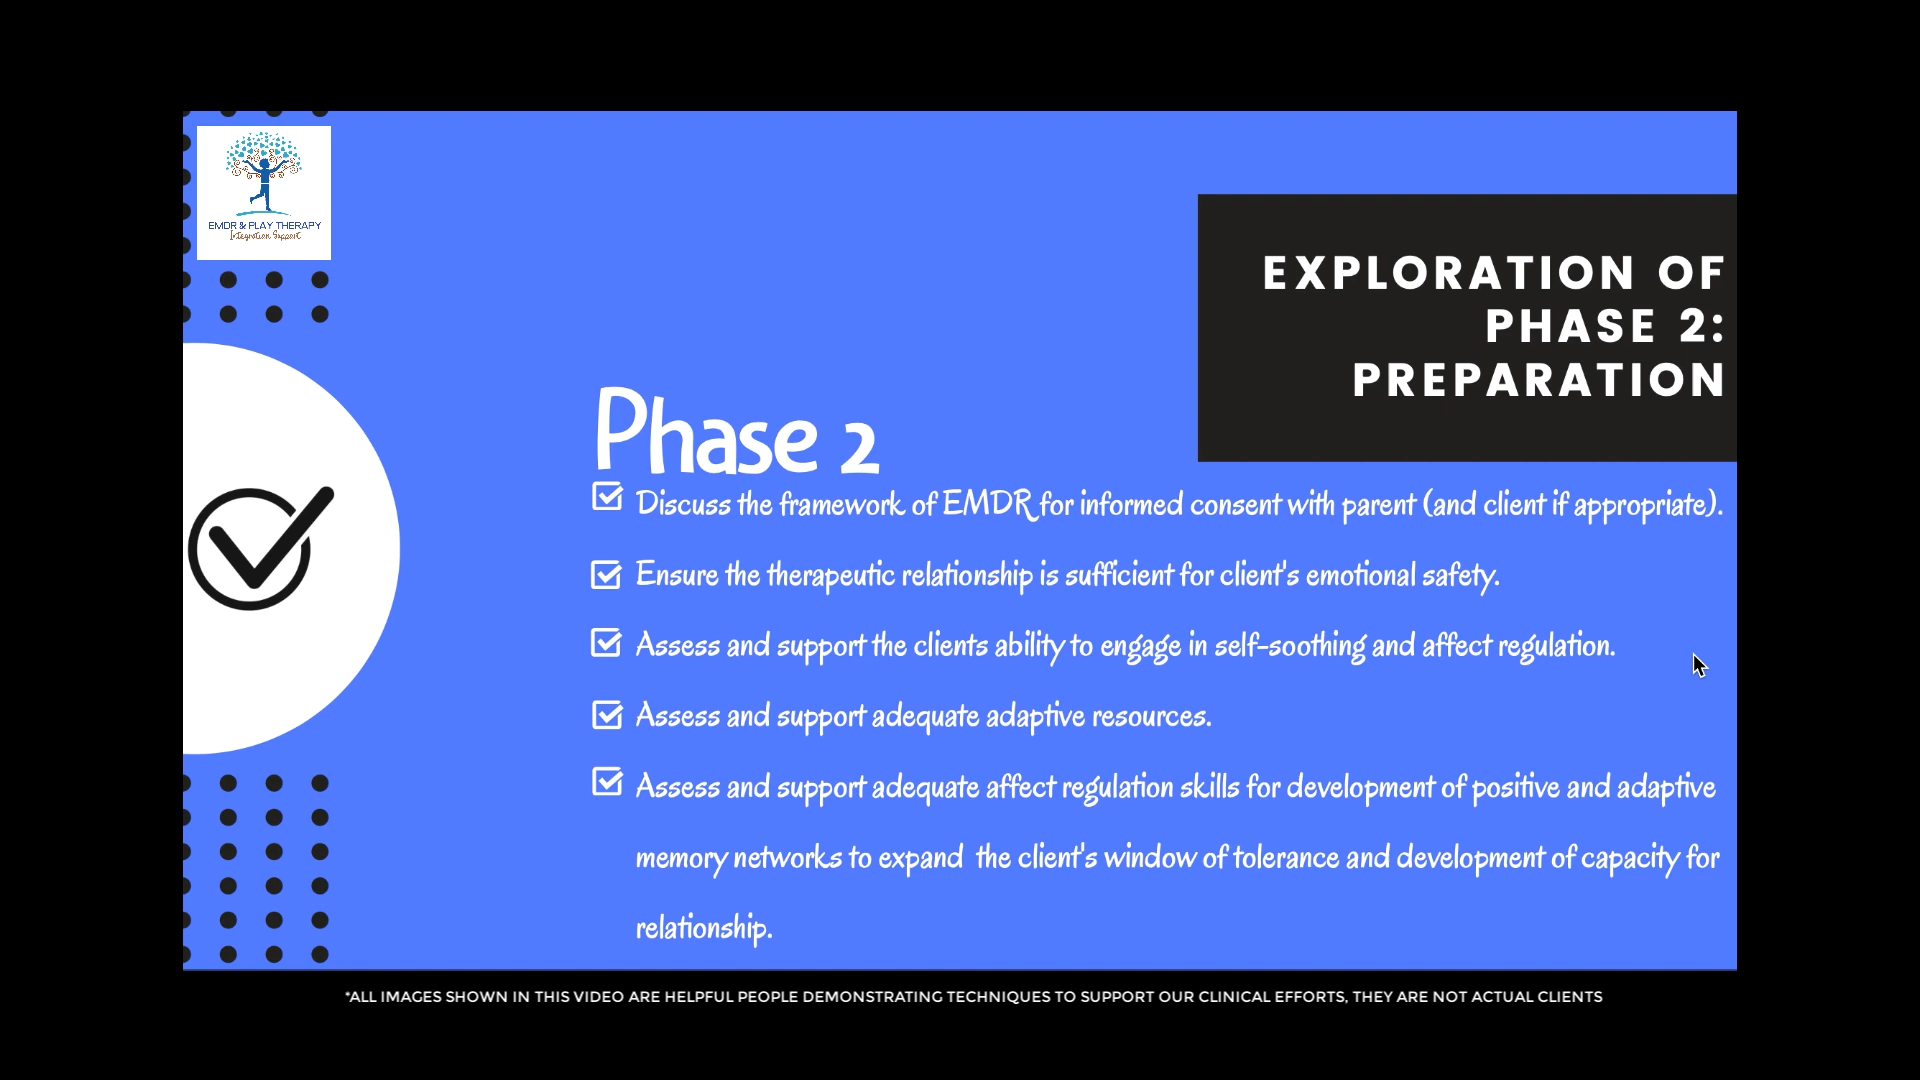 EMDR & PLAY THERAPY
Integration Support
EXPLORATION OF
PHASE 2:
PREPARATION
Phase 2
Discuss the framework of EMDR for informed consent with parent (and client if appropriate).
Ensure the therapeutic relationship is sufficient for client's emotional safety.
Assess and support the clients ability to engage in self-soothing and affect regulation.
Assess and support adequate adaptive resources.
Assess and support adequate affect regulation skills for development of positive and adaptive
memory networks to expand the client's window of tolerance and development of capacity for
relationship.
*ALL IMAGES SHOWN IN THIS VIDEO ARE HELPFUL PEOPLE DEMONSTRATING TECHNIQUES TO SUPPORT OUR CLINICAL EFFORTS, THEY ARE NOT ACTUAL CLIENTS